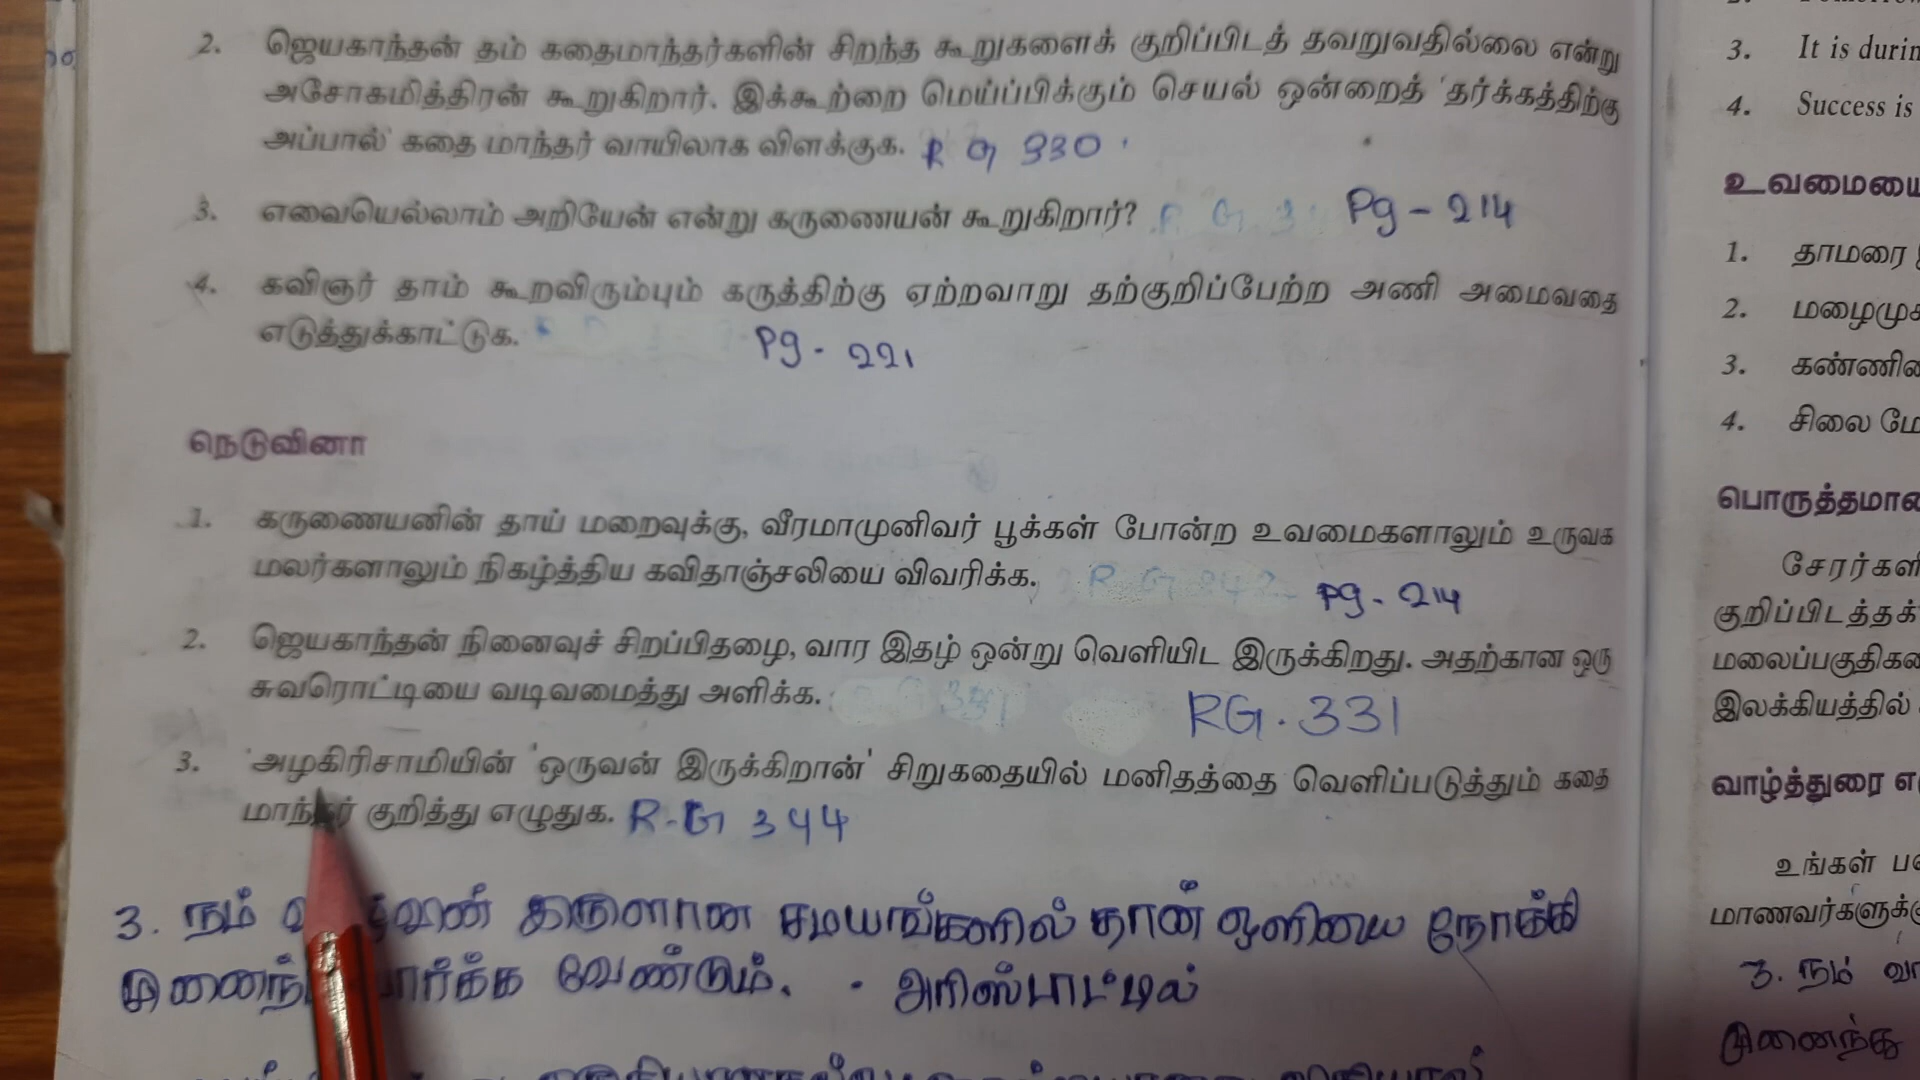 2. ஜெயகாந்தன் தம் கதைமாந்தர்களின் சிறந்த கூறுகளைக் குறிப்பிடத் தவறுவதில்லை என்று
அசோகமித்திரன் கூறுகிறார். இக்கூற்றை மெய்ப்பிக்கும் செயல் ஒன்றைத் 'தர்க்கத்திற்கு
அப்பால்' கதை மாந்தர் வாயிலாக விளக்குக. R G 330
3. எவையெல்லாம் அறியேன் என்று கருணையன் கூறுகிறார்? Pg - 214
4. கவிஞர் தாம் கூறவிரும்பும் கருத்திற்கு ஏற்றவாறு தற்குறிப்பேற்ற அணி அமைவதை
எடுத்துக்காட்டுக. Pg - 221
நெடுவினா
1. கருணையனின் தாய் மறைவுக்கு, வீரமாமுனிவர் பூக்கள் போன்ற உவமைகளாலும் உருவக
மலர்களாலும் நிகழ்த்திய கவிதாஞ்சலியை விவரிக்க. Pg - 214
2. ஜெயகாந்தன் நினைவுச் சிறப்பிதழை, வார இதழ் ஒன்று வெளியிட இருக்கிறது. அதற்கான ஒரு
சுவரொட்டியை வடிவமைத்து அளிக்க. RG . 331
3. 'அழகிரிசாமியின் 'ஒருவன் இருக்கிறான்' சிறுகதையில் மனிதத்தை வெளிப்படுத்தும் கதை
மாந்தர் குறித்து எழுதுக. R.G 344
3. நம் சமயங்களில் தான் ஒளியை நோக்கி
வேண்டும். - அரிஸ்டாட்டில்
3. It is durin
4. Success is
உவமையை
1. தாமரை
2. மழைமுக
3.
4. சிலை மே
பொருத்தமான
சேரர்களி
குறிப்பிடத்தக்
மலைப்பகுதிக
இலக்கியத்தில்
வாழ்த்துரை எ
உங்கள் ப
மாணவர்களுக்கு
3. நம் வா